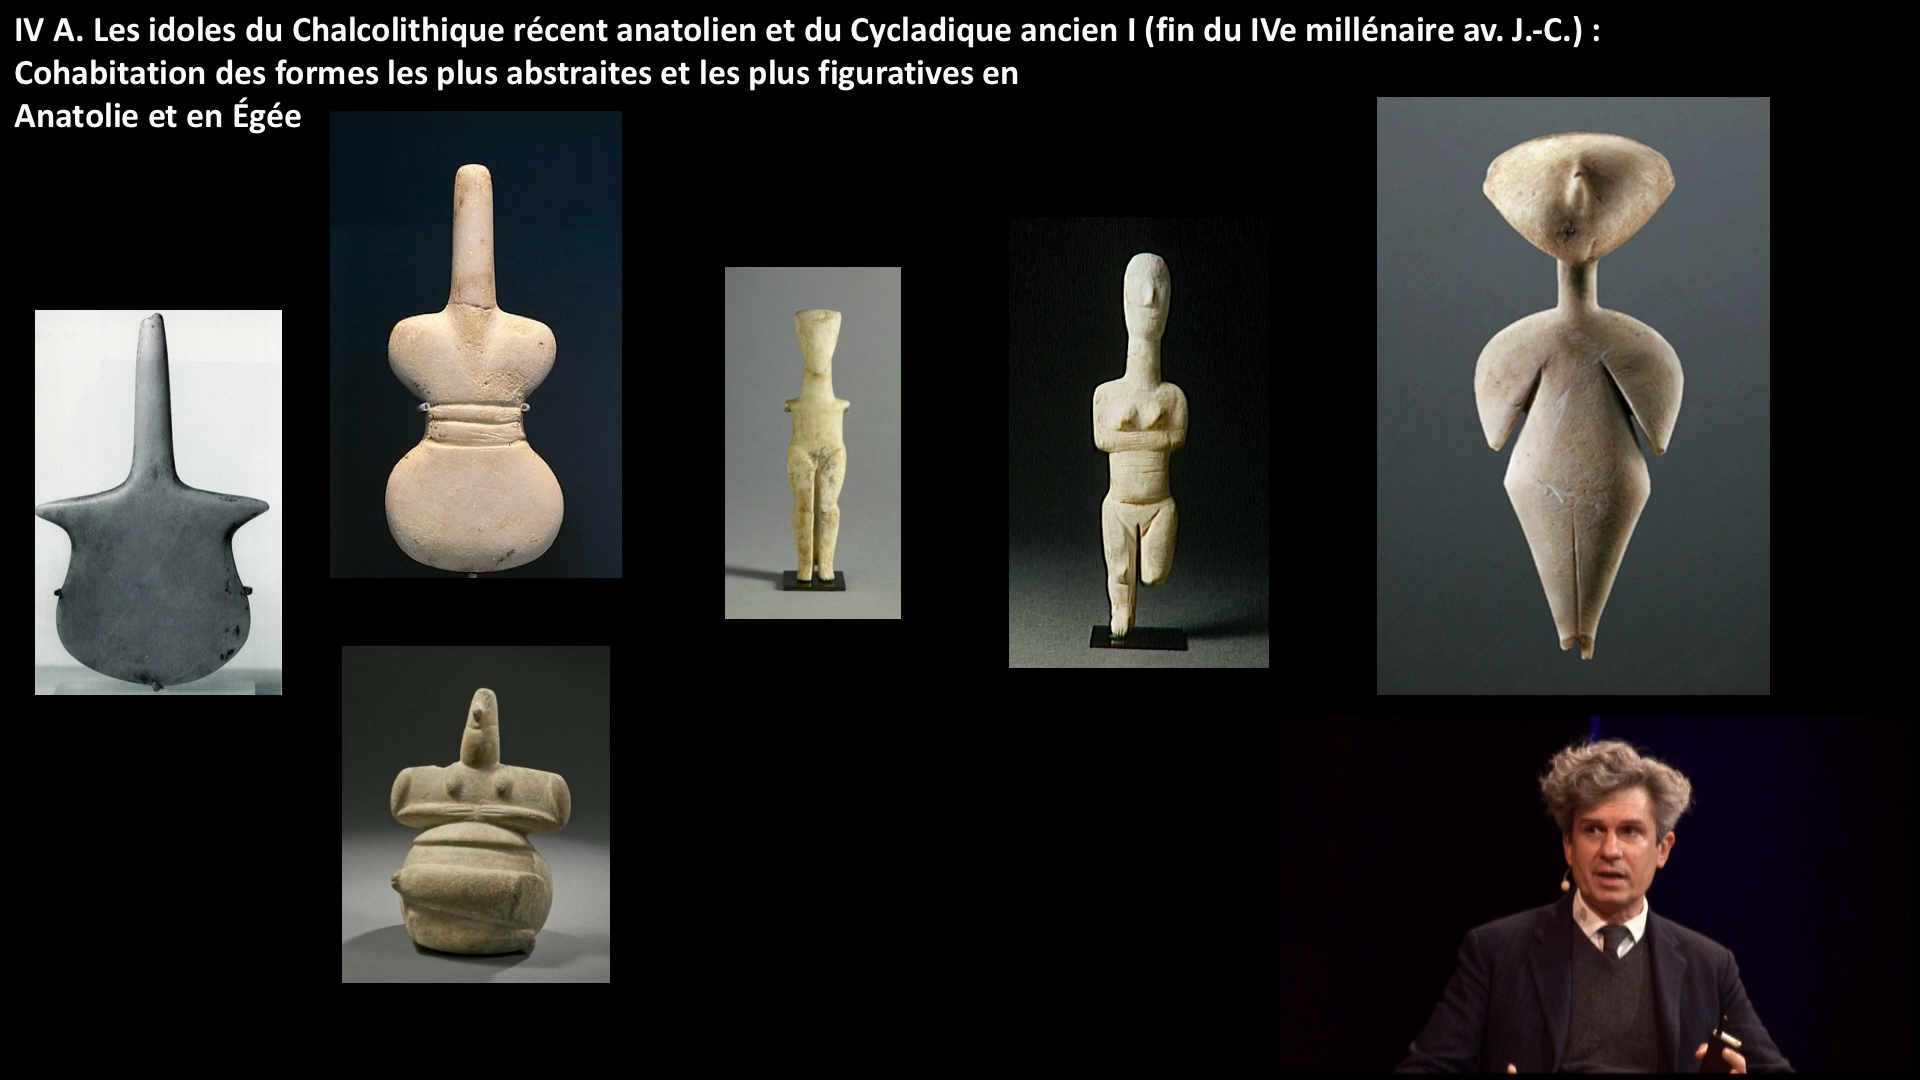 IV A. Les idoles du Chalcolithique récent anatolien et du Cycladique ancien I (fin du IVe millénaire av. J.-C.) :
Cohabitation des formes les plus abstraites et les plus figuratives en
Anatolie et en Égée